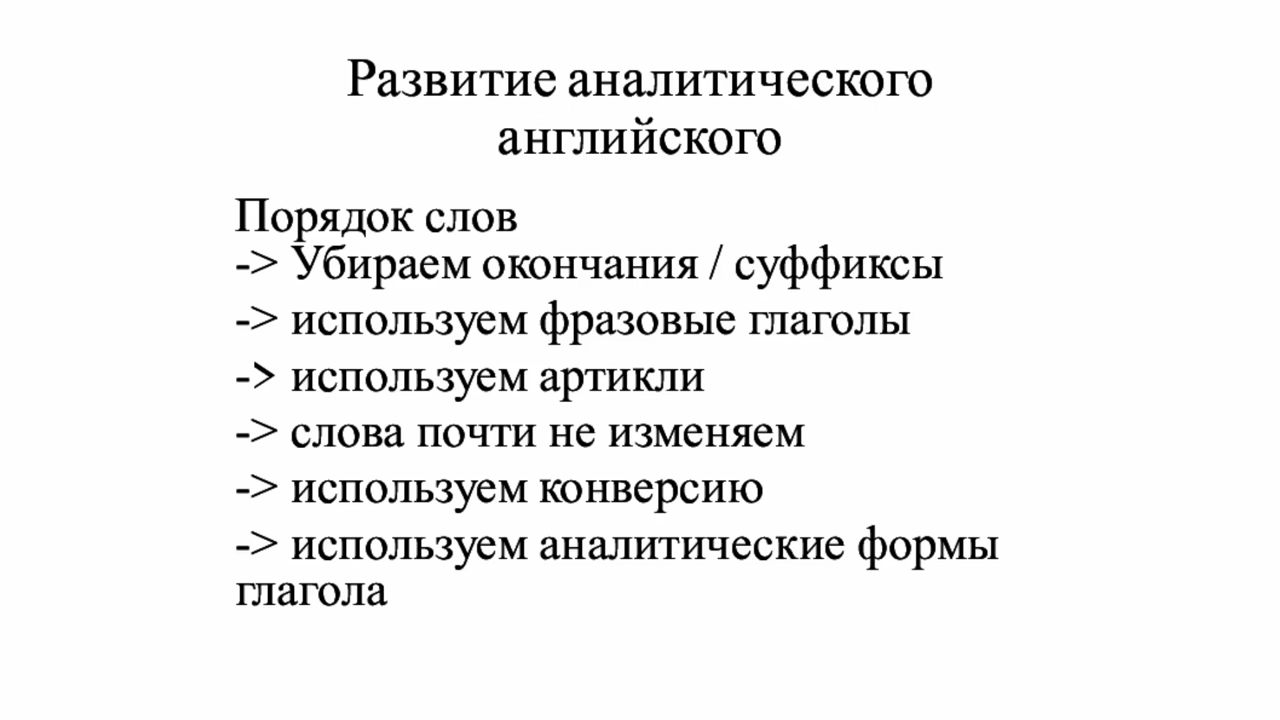 Развитие аналитического
английского
Порядок слов
-> Убираем окончания / суффиксы
-> используем фразовые глаголы
-> используем артикли
-> слова почти не изменяем
-> используем конверсию
-> используем аналитические формы
глагола